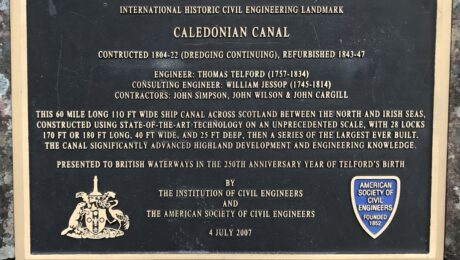 INTERNATIONAL HISTORIC CIVIL ENGINEERING LANDMARK
CALEDONIAN CANAL
CONTRUCTED 1804-22 (DREDGING CONTINUING), REFURBISHED 1843-47
ENGINEER: THOMAS TELFORD (1757-1834)
CONSULTING ENGINEER: WILLIAM JESSOP (1745-1814)
CONTRACTORS: JOHN SIMPSON, JOHN WILSON & JOHN CARGILL
THIS 60 MILE LONG 110 FT WIDE SHIP CANAL ACROSS SCOTLAND BETWEEN THE NORTH AND IRISH SEAS,
CONSTRUCTED USING STATE-OF-THE-ART TECHNOLOGY ON AN UNPRECEDENTED SCALE, WITH 28 LOCKS
170 FT OR 180 FT LONG, 40 FT WIDE, AND 25 FT DEEP, THEN A SERIES OF THE LARGEST EVER BUILT.
THE CANAL SIGNIFICANTLY ADVANCED HIGHLAND DEVELOPMENT AND ENGINEERING KNOWLEDGE.
PRESENTED TO BRITISH WATERWAYS IN THE 250TH ANNIVERSARY YEAR OF TELFORD'S BIRTH
BY
THE INSTITUTION OF CIVIL ENGINEERS
AND
THE AMERICAN SOCIETY OF CIVIL ENGINEERS
4 JULY 2007
AMERICAN
SOCIETY OF
CIVIL
ENGINEERS
FOUNDED
1852